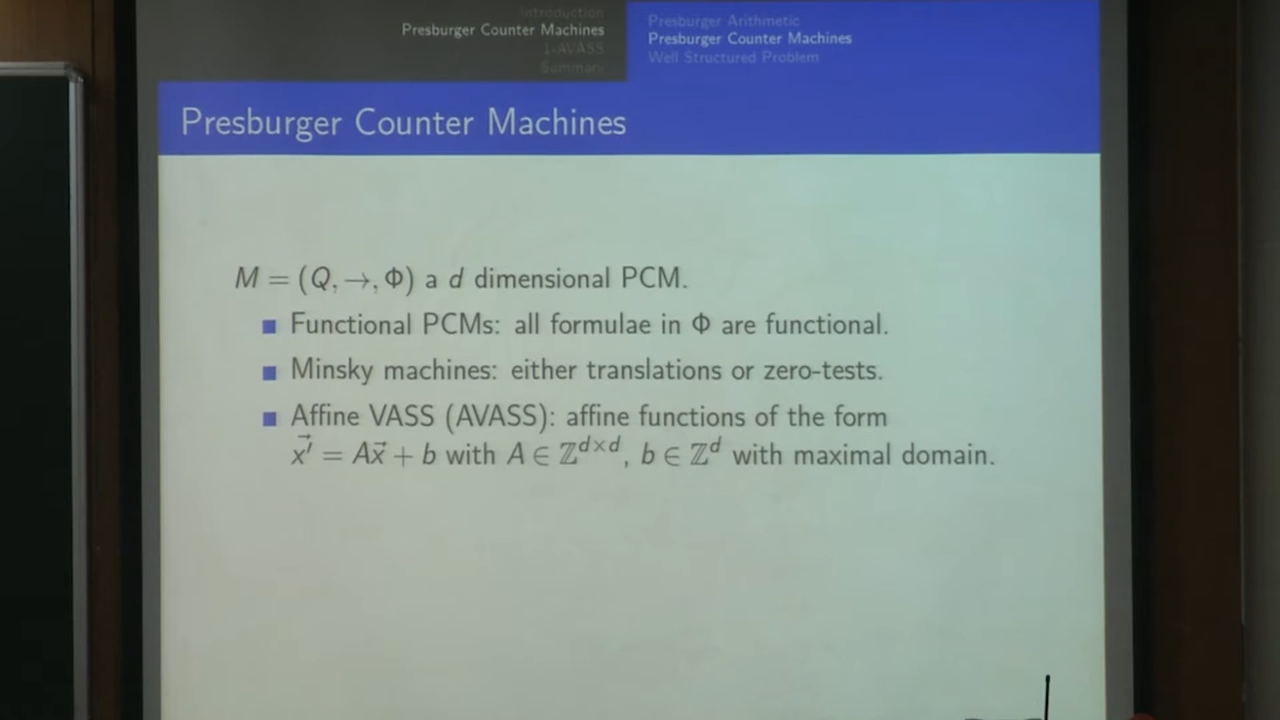 Introduction
Presburger Counter Machines
1-AVASS
Summary
Presburger Arithmetic
Presburger Counter Machines
Well Structured Problem
Presburger Counter Machines
M = (Q, →, Φ) a d dimensional PCM.
Functional PCMs: all formulae in Φ are functional.
Minsky machines: either translations or zero-tests.
Affine VASS (AVASS): affine functions of the form
x⃗′ = Ax⃗ + b with A ∈ ℤ^{d×d}, b ∈ ℤ^d with maximal domain.